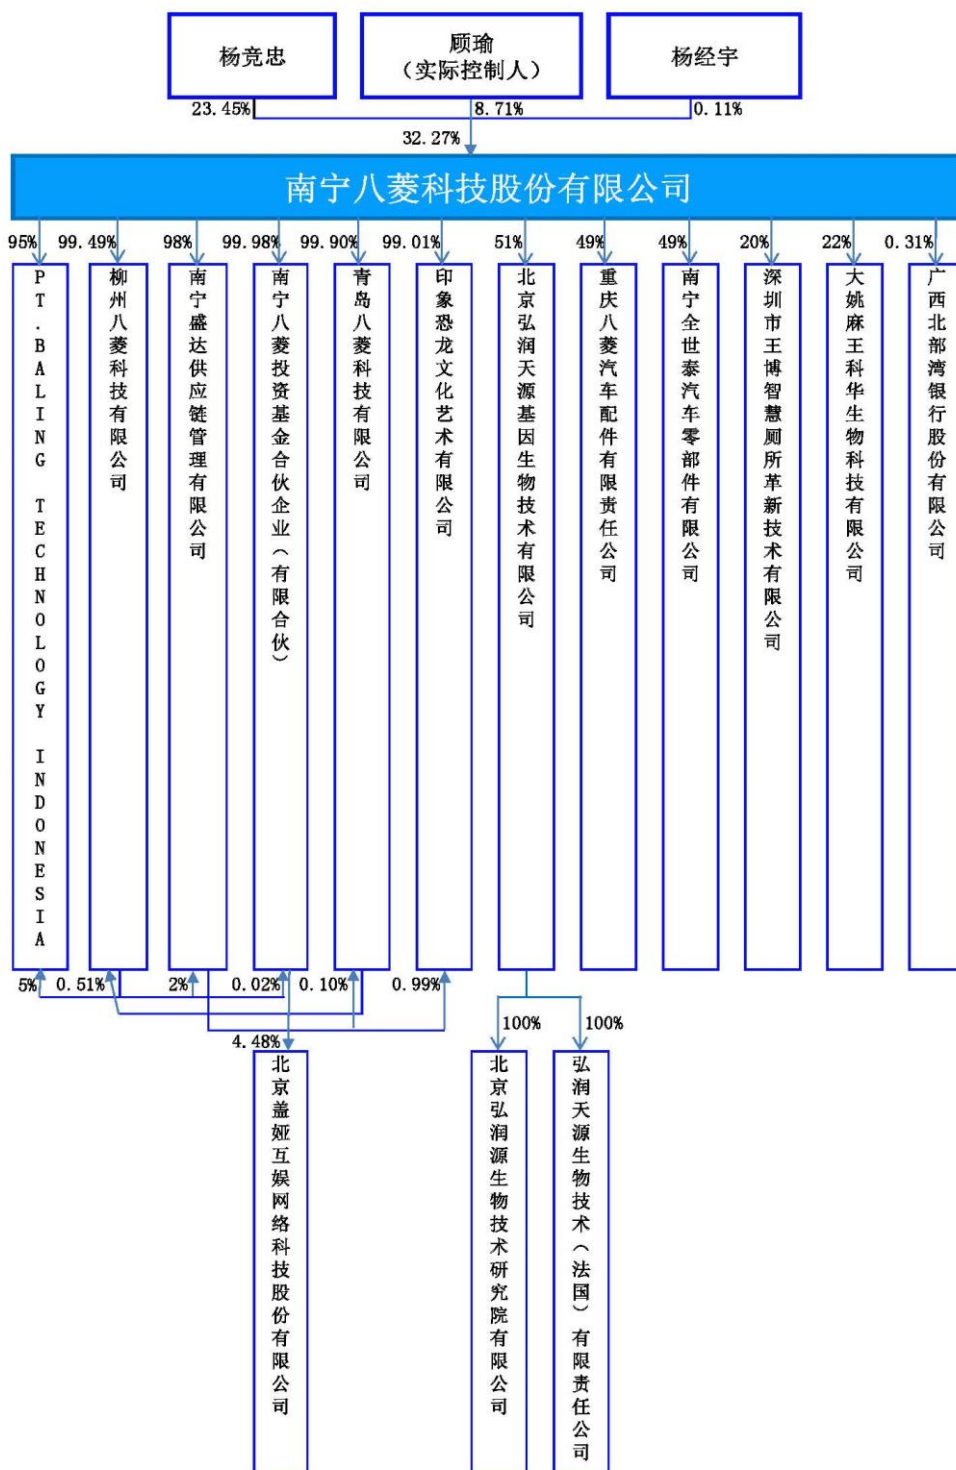 杨竞忠
顾瑜
（实际控制人）
杨经宇
23.45%
8.71%
0.11%
32.27%
南宁八菱科技股份有限公司
95%
99.49%
98%
99.98%
99.90%
99.01%
51%
49%
49%
20%
22%
0.31%
PT.BALING TECHNOLOGY INDONESIA
柳州八菱科技有限公司
南宁盛达供应链管理有限公司
南宁八菱投资基金合伙企业（有限合伙）
青岛八菱科技有限公司
印象恐龙文化艺术有限公司
北京弘润天源基因生物技术有限公司
重庆八菱汽车配件有限责任公司
南宁全世泰汽车零部件有限公司
深圳市王博智慧厕所革新技术有限公司
大姚麻王科华生物科技有限公司
广西北部湾银行股份有限公司
5%
0.51%
2%
0.02%
0.10%
0.99%
4.48%
100%
100%
北京盖娅互娱网络科技股份有限公司
北京弘润源生物技术研究院有限公司
弘润天源生物技术（法国）有限责任公司